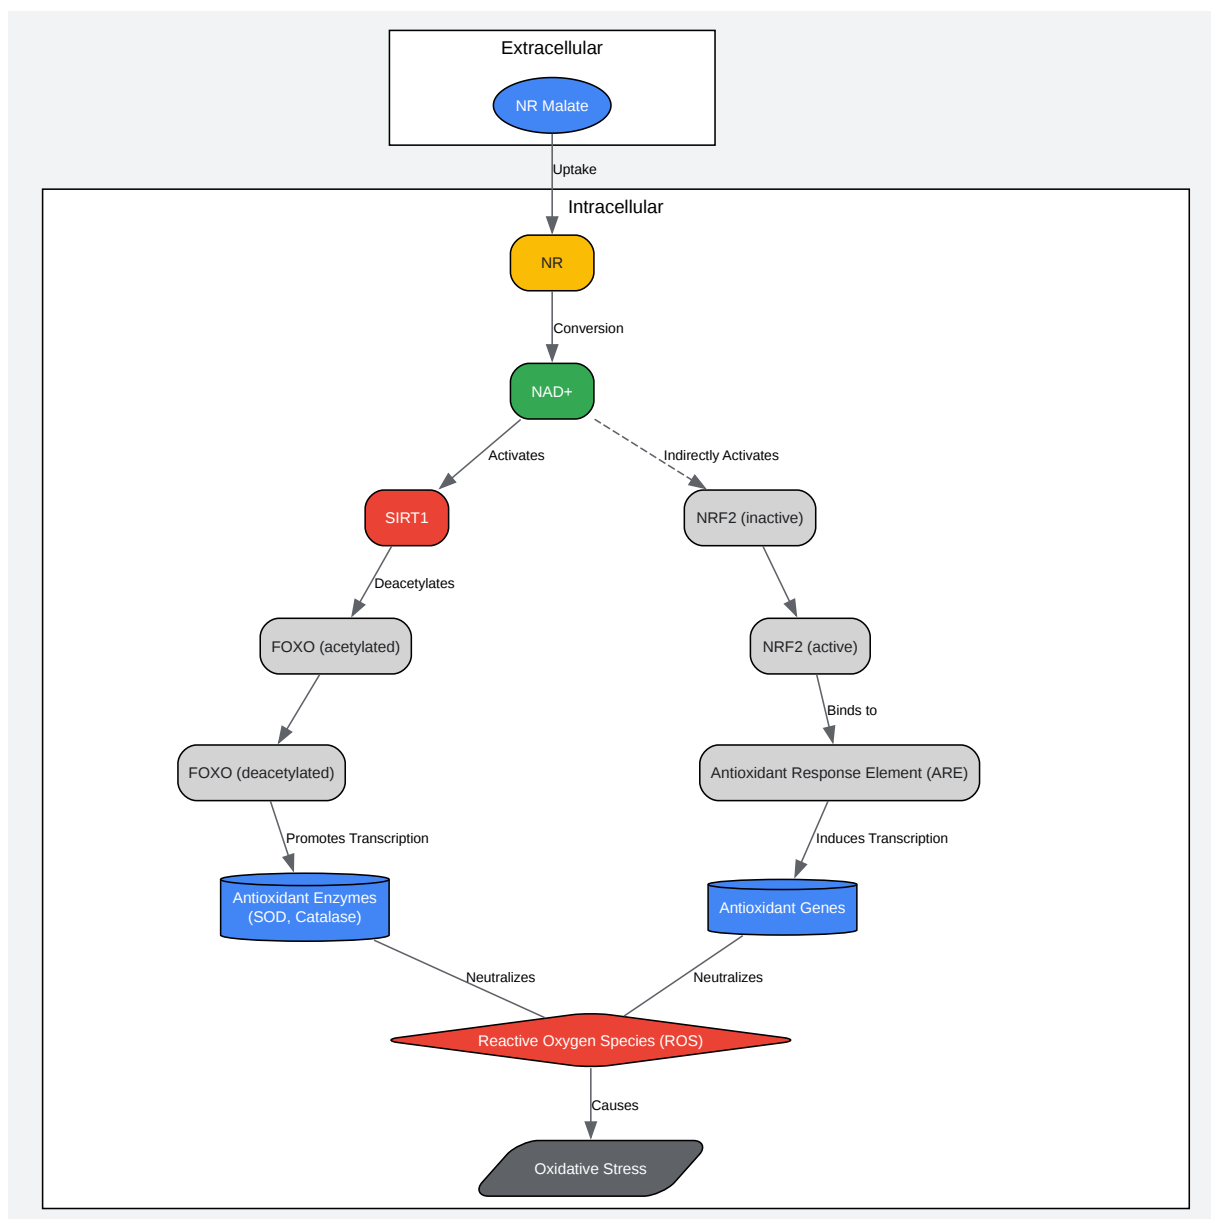 Extracellular
NR Malate
Uptake
Intracellular
NR
Conversion
NAD+
Activates
Indirectly Activates
SIRT1
NRF2 (inactive)
Deacetylates
FOXO (acetylated)
NRF2 (active)
Binds to
FOXO (deacetylated)
Antioxidant Response Element (ARE)
Promotes Transcription
Induces Transcription
Antioxidant Enzymes
(SOD, Catalase)
Antioxidant Genes
Neutralizes
Neutralizes
Reactive Oxygen Species (ROS)
Causes
Oxidative Stress